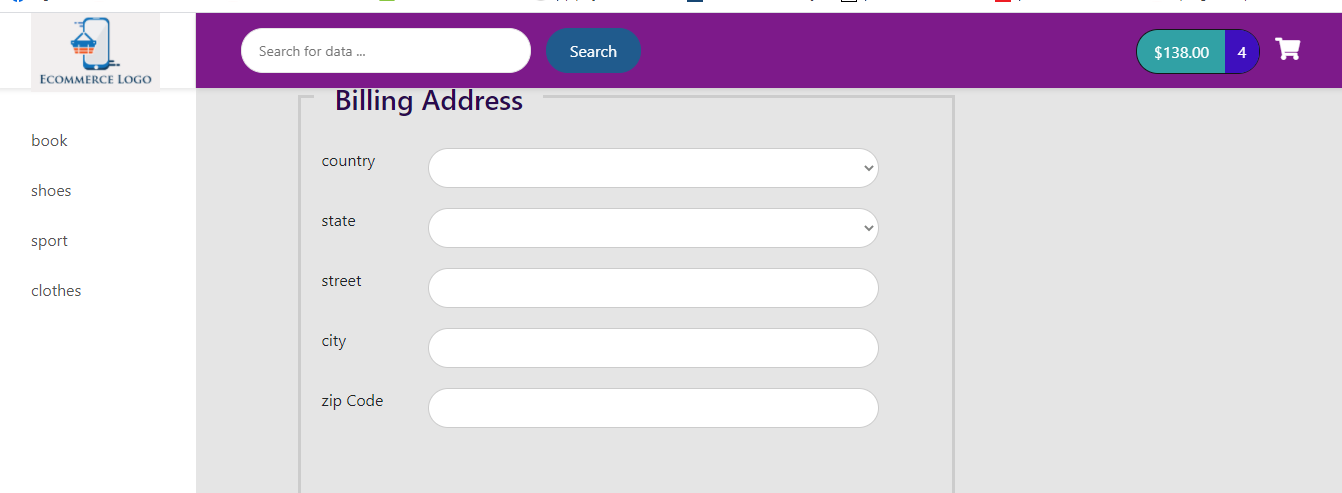 ECOMMERCE LOGO
Search for data ...
Search
$138.00
4
book
shoes
sport
clothes
Billing Address
country
state
street
city
zip Code